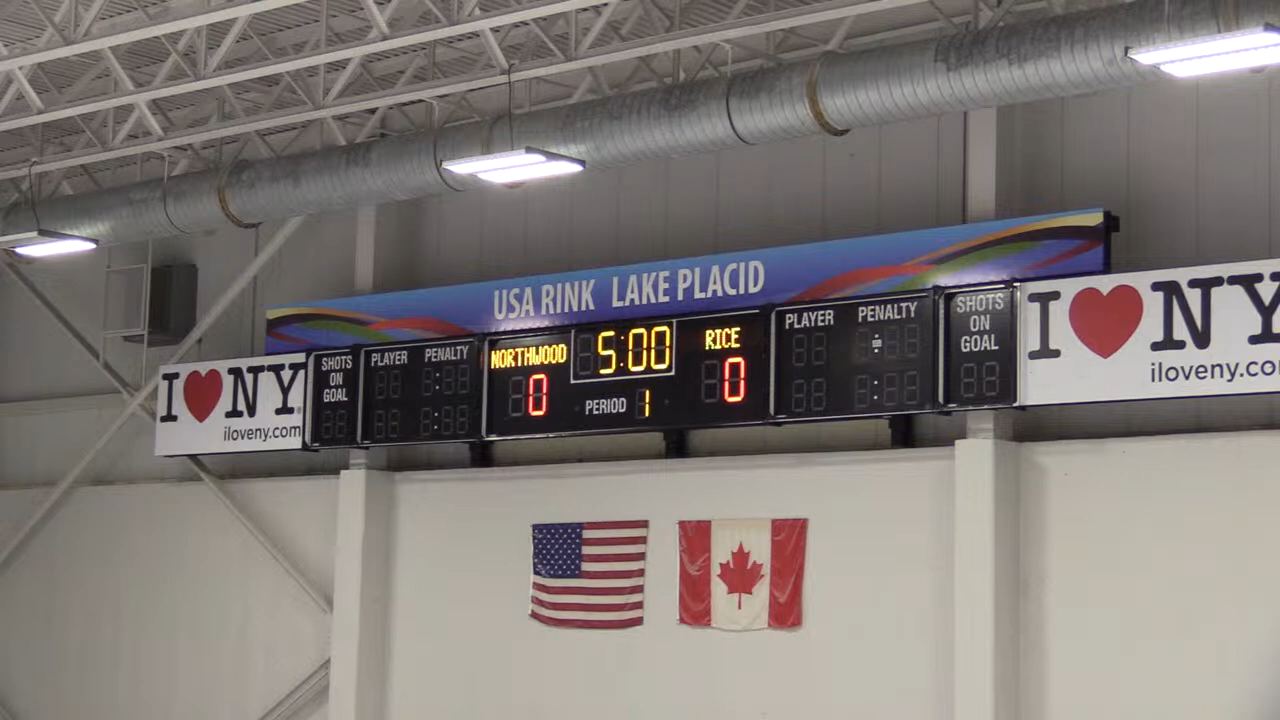 USA RINK LAKE PLACID
I ♥ NY
iloveny.com
SHOTS
ON
GOAL
PLAYER PENALTY
NORTHWOOD
0
5:00
PERIOD 1
RICE
0
PLAYER PENALTY
SHOTS
ON
GOAL
I ♥ NY
iloveny.co